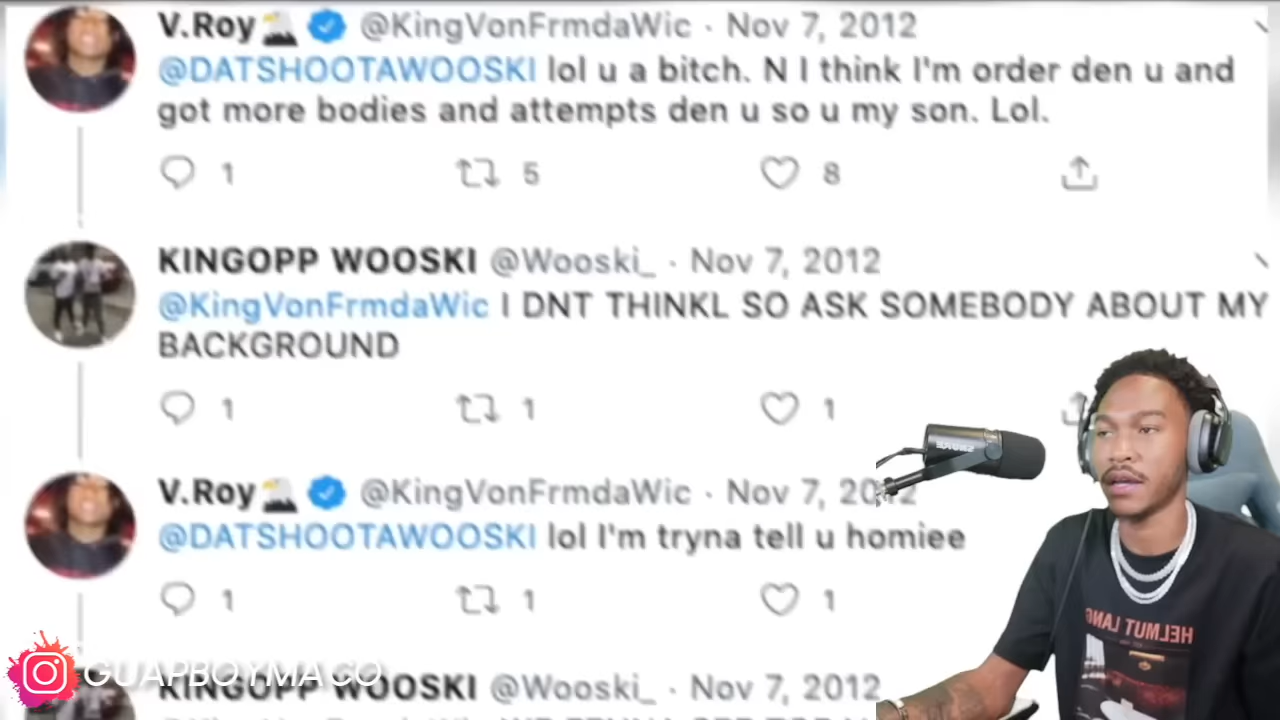 V.Roy @KingVonFrmdaWic · Nov 7, 2012
@DATSHOOTAWOOSKI lol u a bitch. N I think I'm order den u and
got more bodies and attempts den u so u my son. Lol.
1 5 8
KINGOPP WOOSKI @Wooski_ · Nov 7, 2012
@KingVonFrmdaWic I DNT THINKL SO ASK SOMEBODY ABOUT MY
BACKGROUND
1 1 1
V.Roy @KingVonFrmdaWic · Nov 7, 2012
@DATSHOOTAWOOSKI lol I'm tryna tell u homiee
1 1 1
HELMUT LANG
GUAPBOYMACO
KINGOPP WOOSKI @Wooski_ · Nov 7, 2012